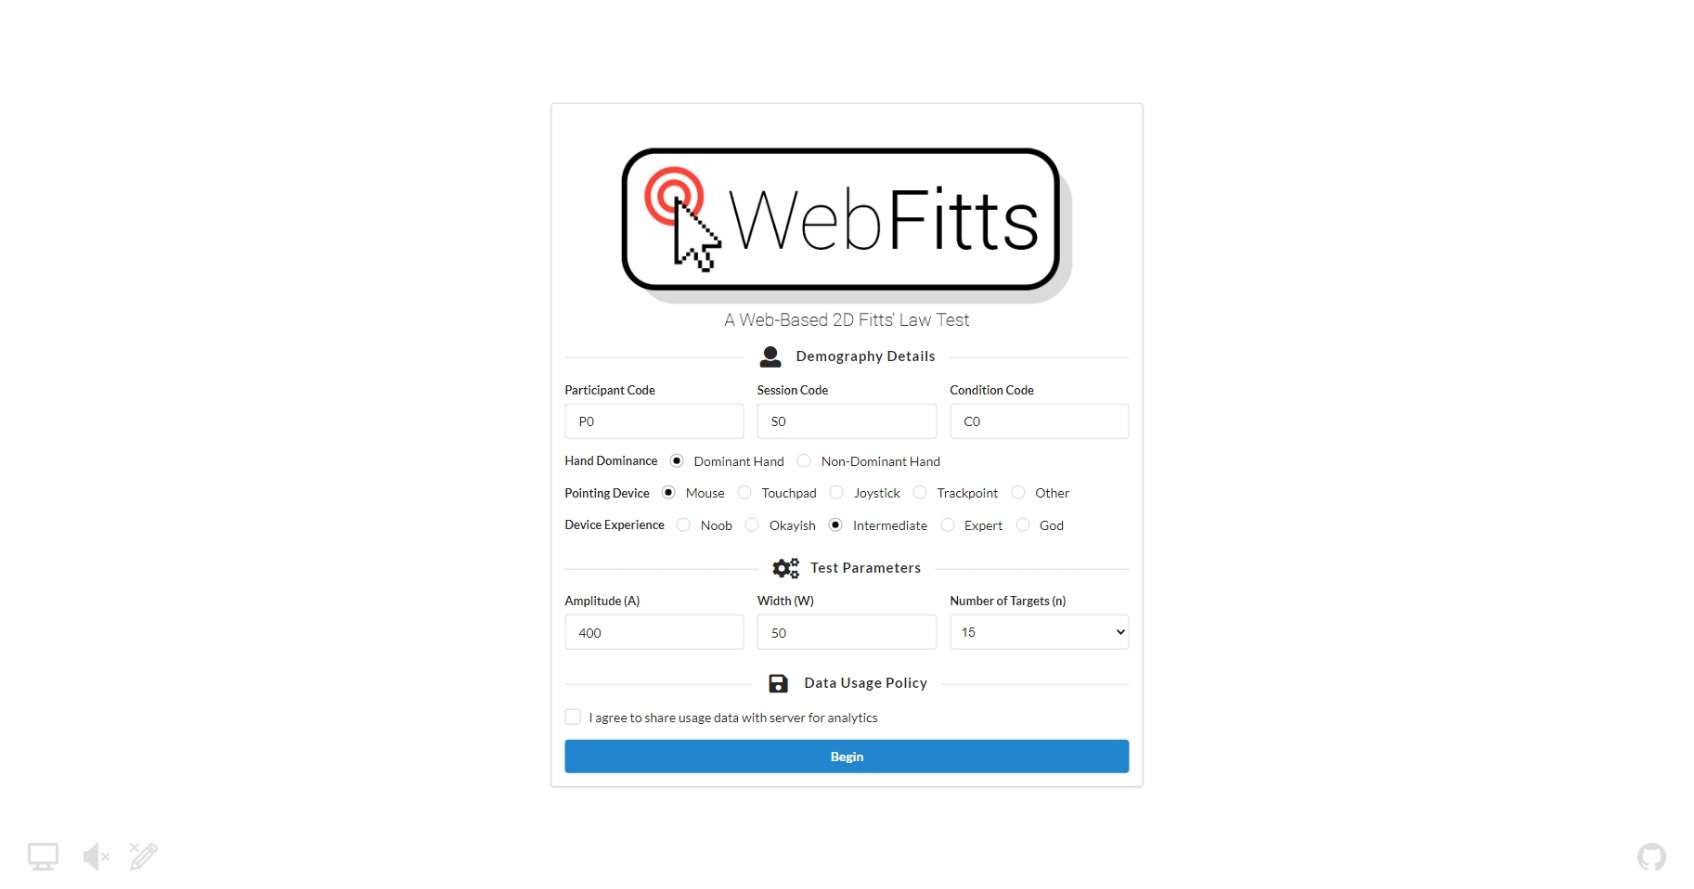 WebFitts
A Web-Based 2D Fitts' Law Test
Demography Details
Participant Code Session Code Condition Code
P0 S0 C0
Hand Dominance Dominant Hand Non-Dominant Hand
Pointing Device Mouse Touchpad Joystick Trackpoint Other
Device Experience Noob Okayish Intermediate Expert God
Test Parameters
Amplitude (A) Width (W) Number of Targets (n)
400 50 15
Data Usage Policy
I agree to share usage data with server for analytics
Begin